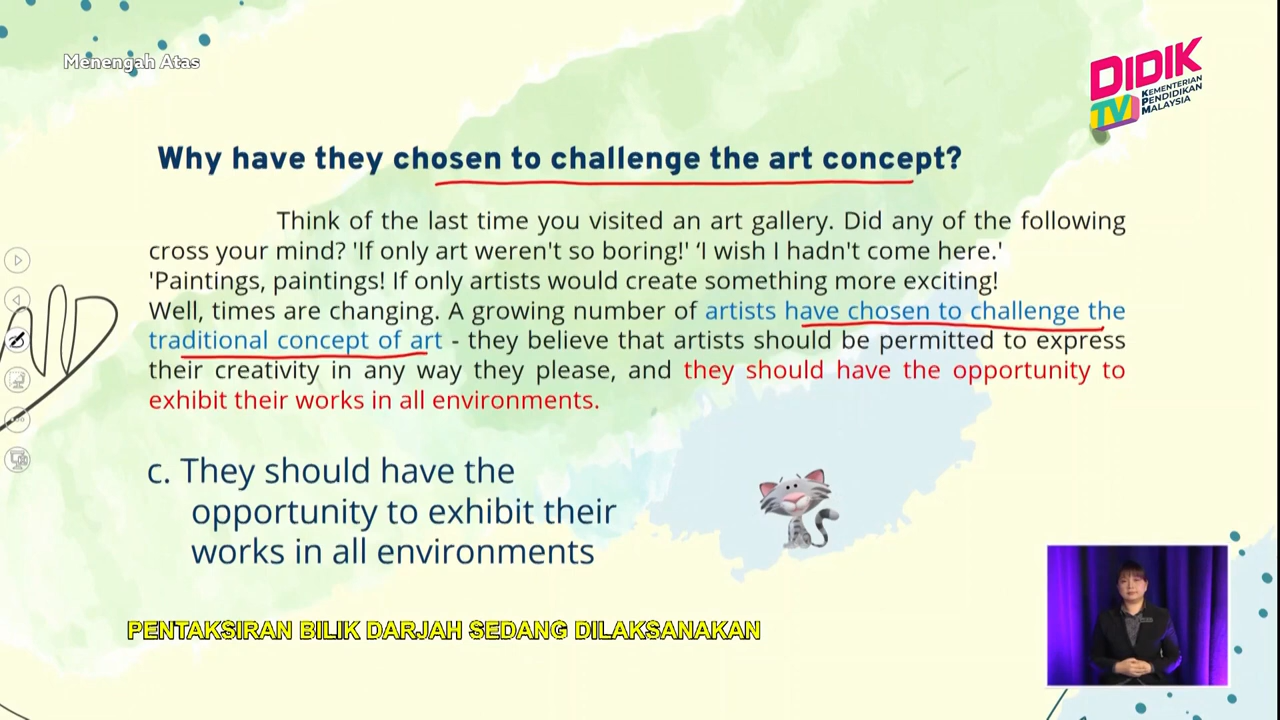 Menengah Atas
DIDIK
TV
KEMENTERIAN
PENDIDIKAN
MALAYSIA
Why have they chosen to challenge the art concept?
Think of the last time you visited an art gallery. Did any of the following
cross your mind? 'If only art weren't so boring!' ‘I wish I hadn't come here.'
'Paintings, paintings! If only artists would create something more exciting!
Well, times are changing. A growing number of artists have chosen to challenge the
traditional concept of art - they believe that artists should be permitted to express
their creativity in any way they please, and they should have the opportunity to
exhibit their works in all environments.
c. They should have the
opportunity to exhibit their
works in all environments
PENTAKSIRAN BILIK DARJAH SEDANG DILAKSANAKAN